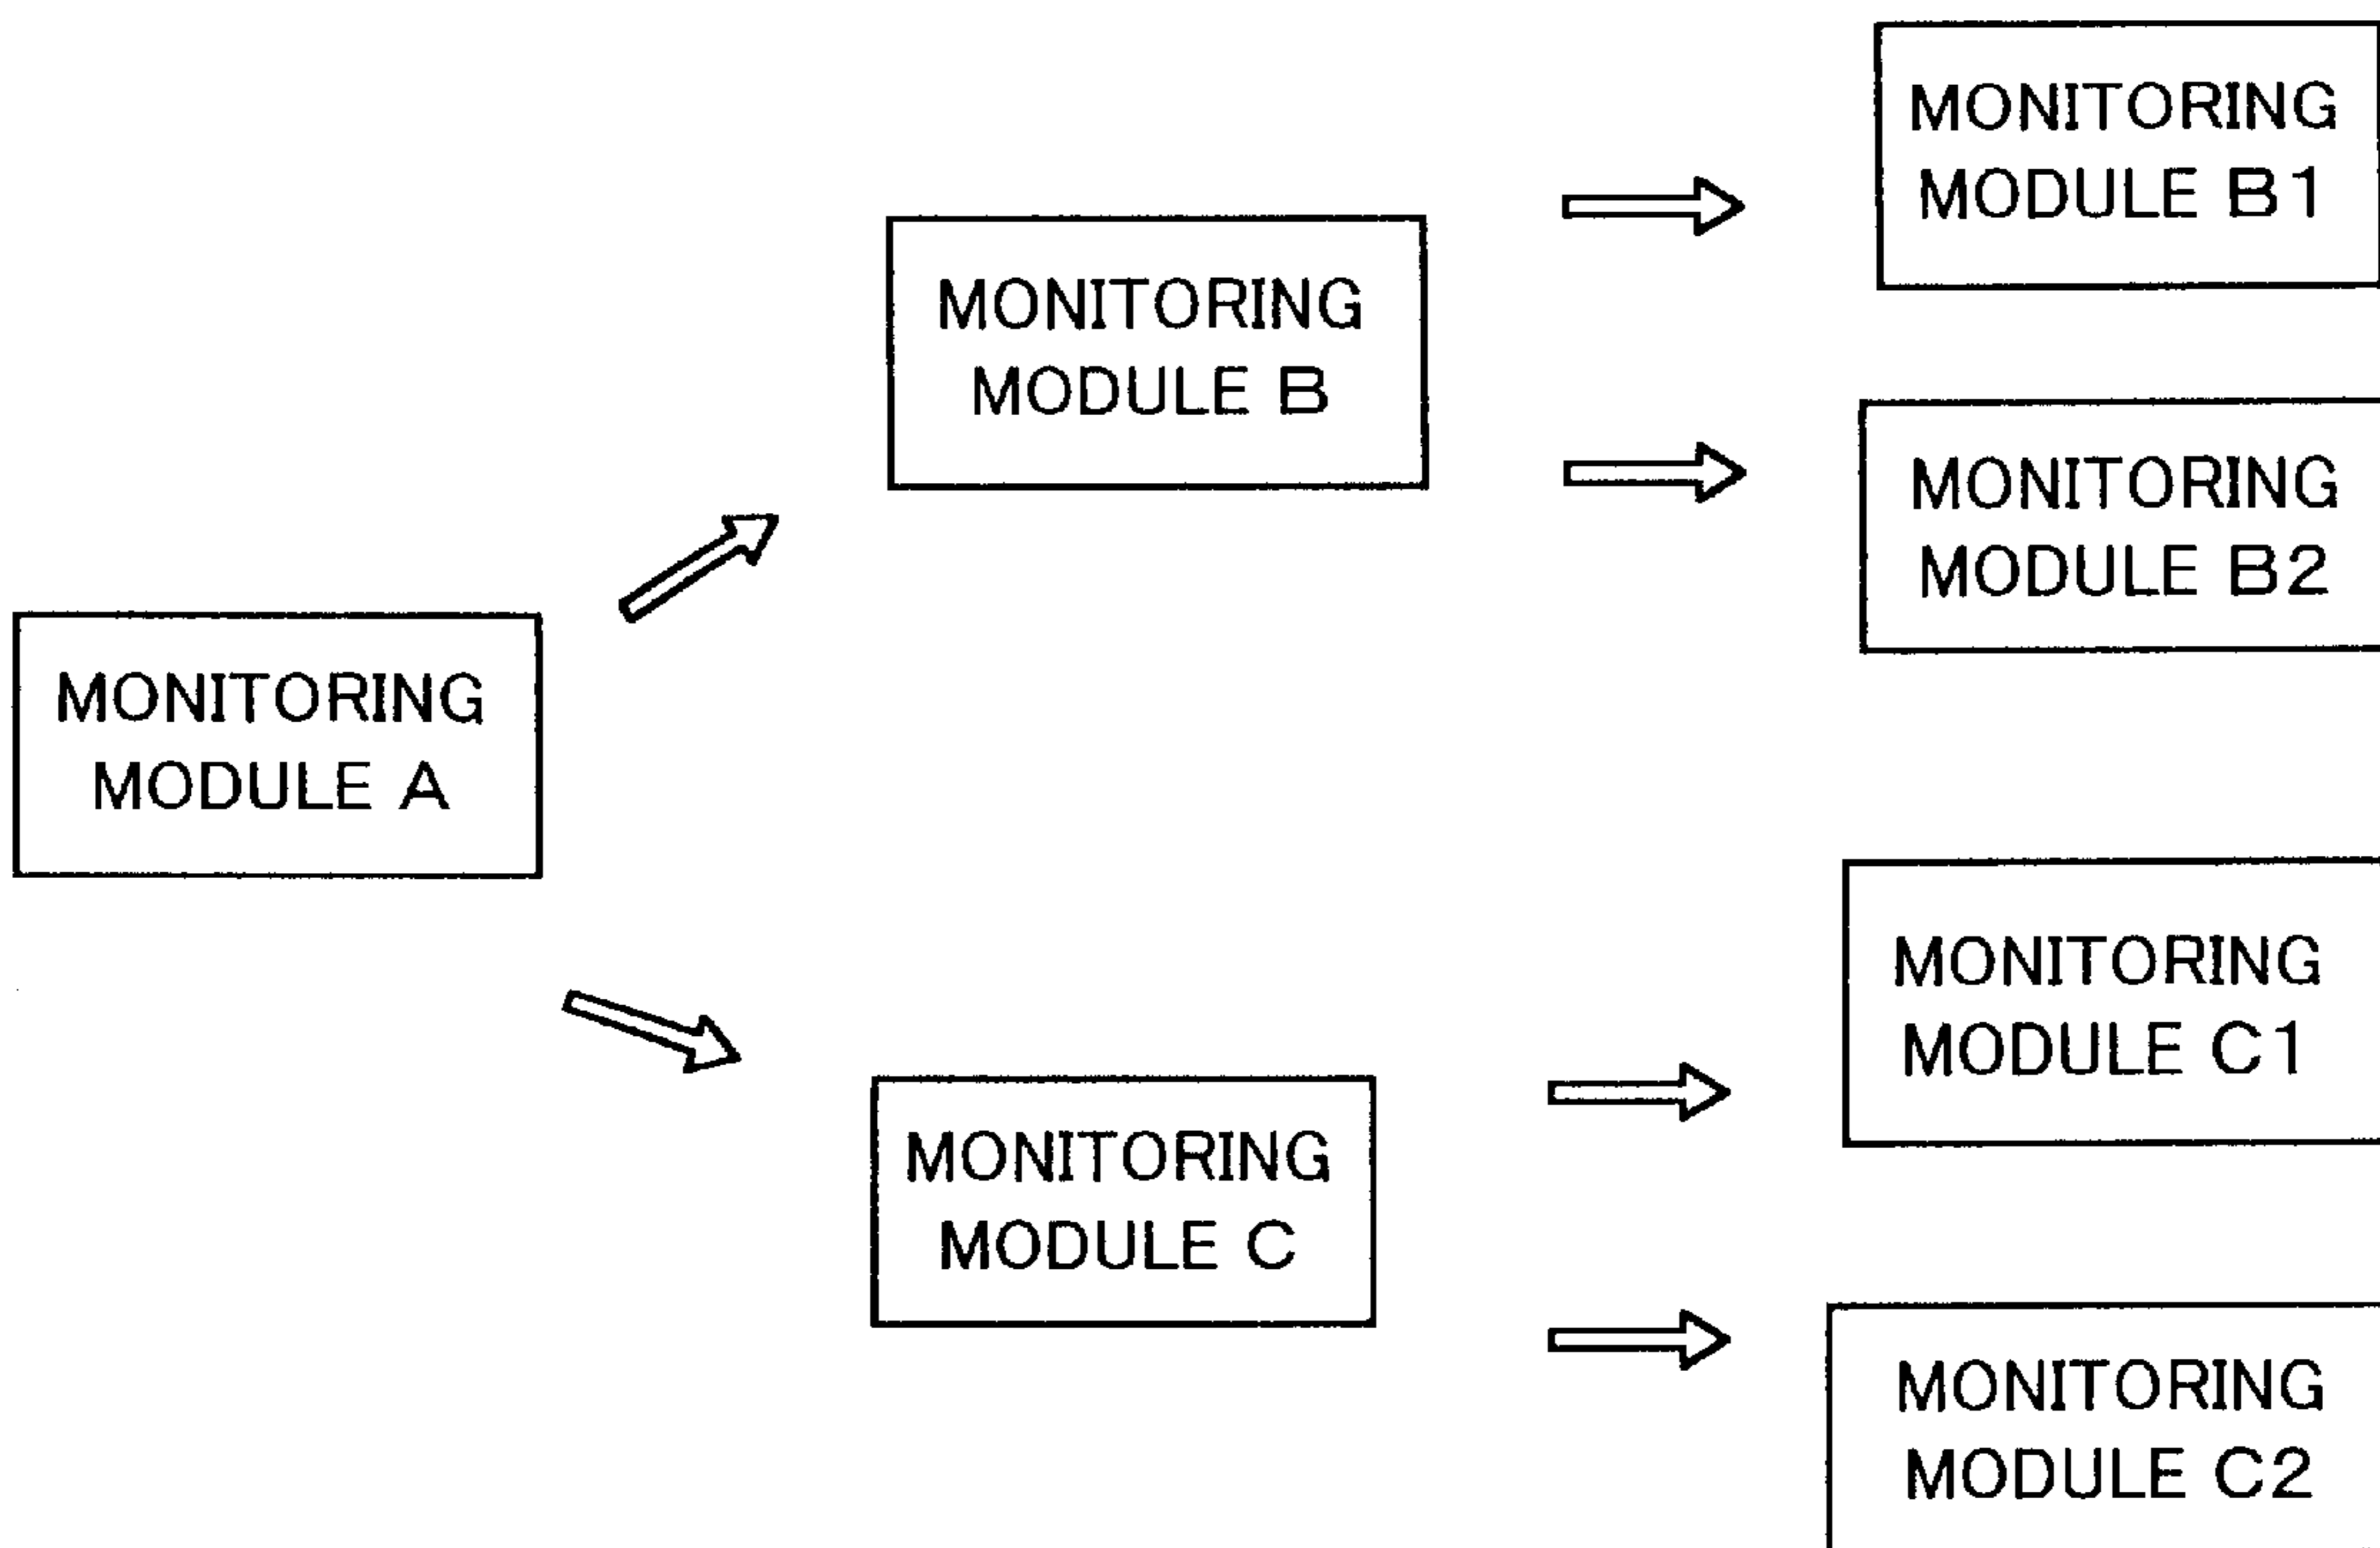 MONITORING
MODULE A
MONITORING
MODULE B
MONITORING
MODULE C
MONITORING
MODULE B1
MONITORING
MODULE B2
MONITORING
MODULE C1
MONITORING
MODULE C2